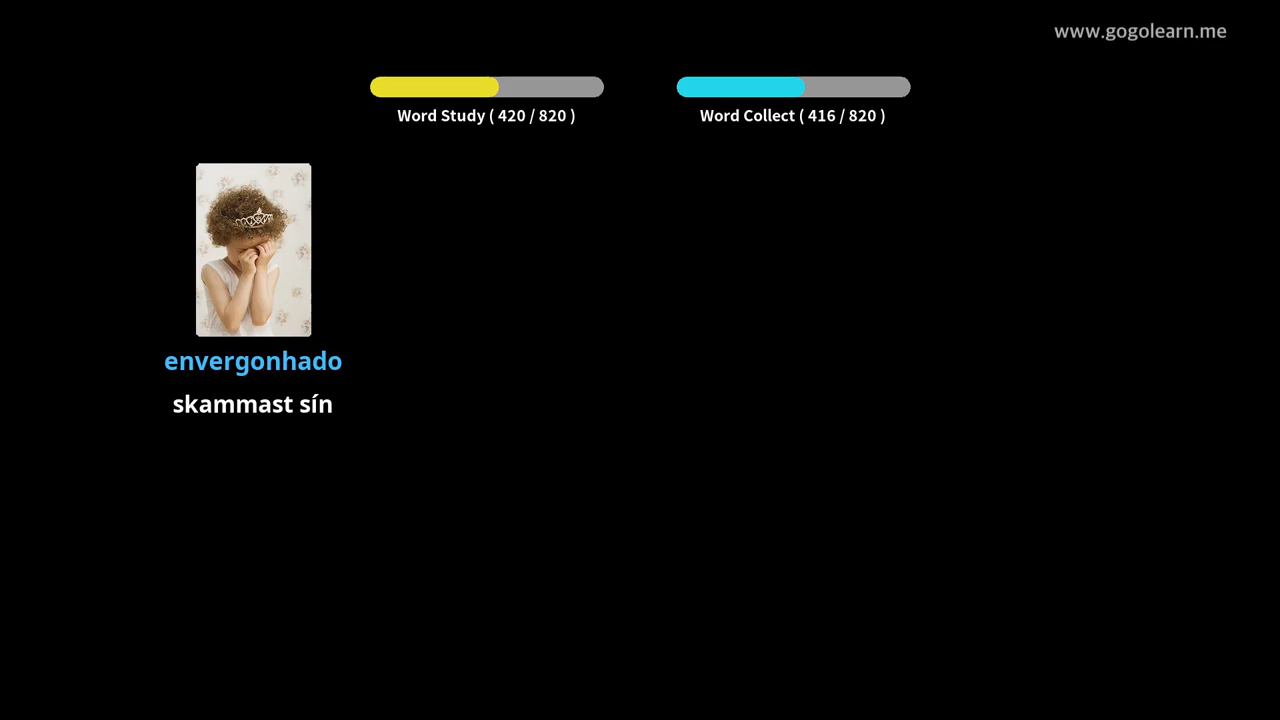 www.gogolearn.me
Word Study ( 420 / 820 )
Word Collect ( 416 / 820 )
envergonhado
skammast sín